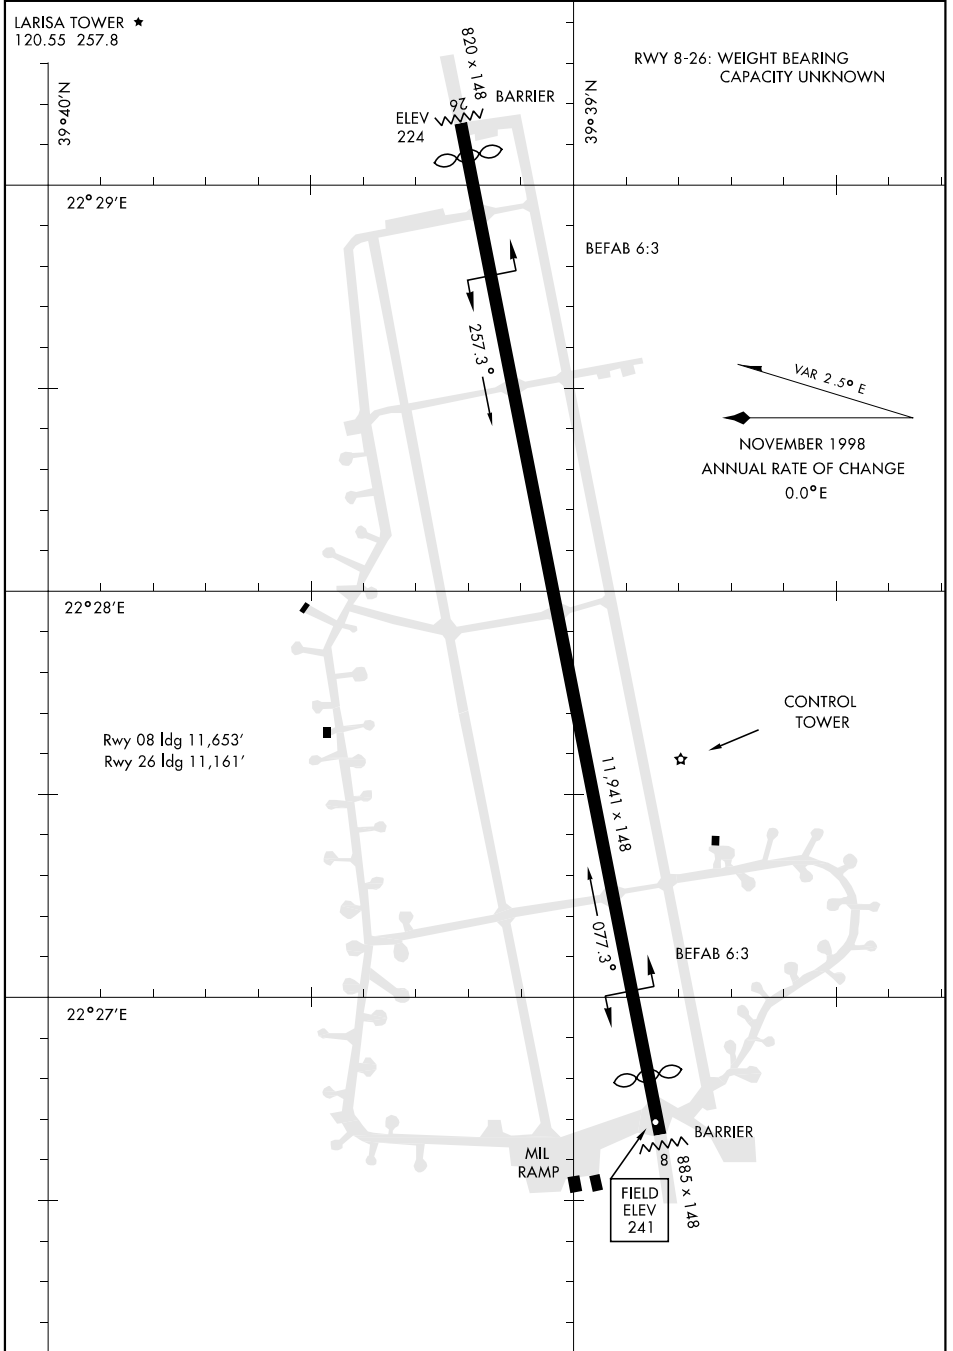 LARISA TOWER
120.55 257.8
RWY 8-26: WEIGHT BEARING
CAPACITY UNKNOWN
820 x 148
BARRIER
26
ELEV
224
39°40'N
39°39'N
22°29'E
BEFAB 6:3
257.3°
VAR 2.5° E
NOVEMBER 1998
ANNUAL RATE OF CHANGE
0.0°E
22°28'E
CONTROL
TOWER
Rwy 08 ldg 11,653'
Rwy 26 ldg 11,161'
11,941 x 148
077.3°
BEFAB 6:3
22°27'E
BARRIER
8
885 x 148
MIL
RAMP
FIELD
ELEV
241